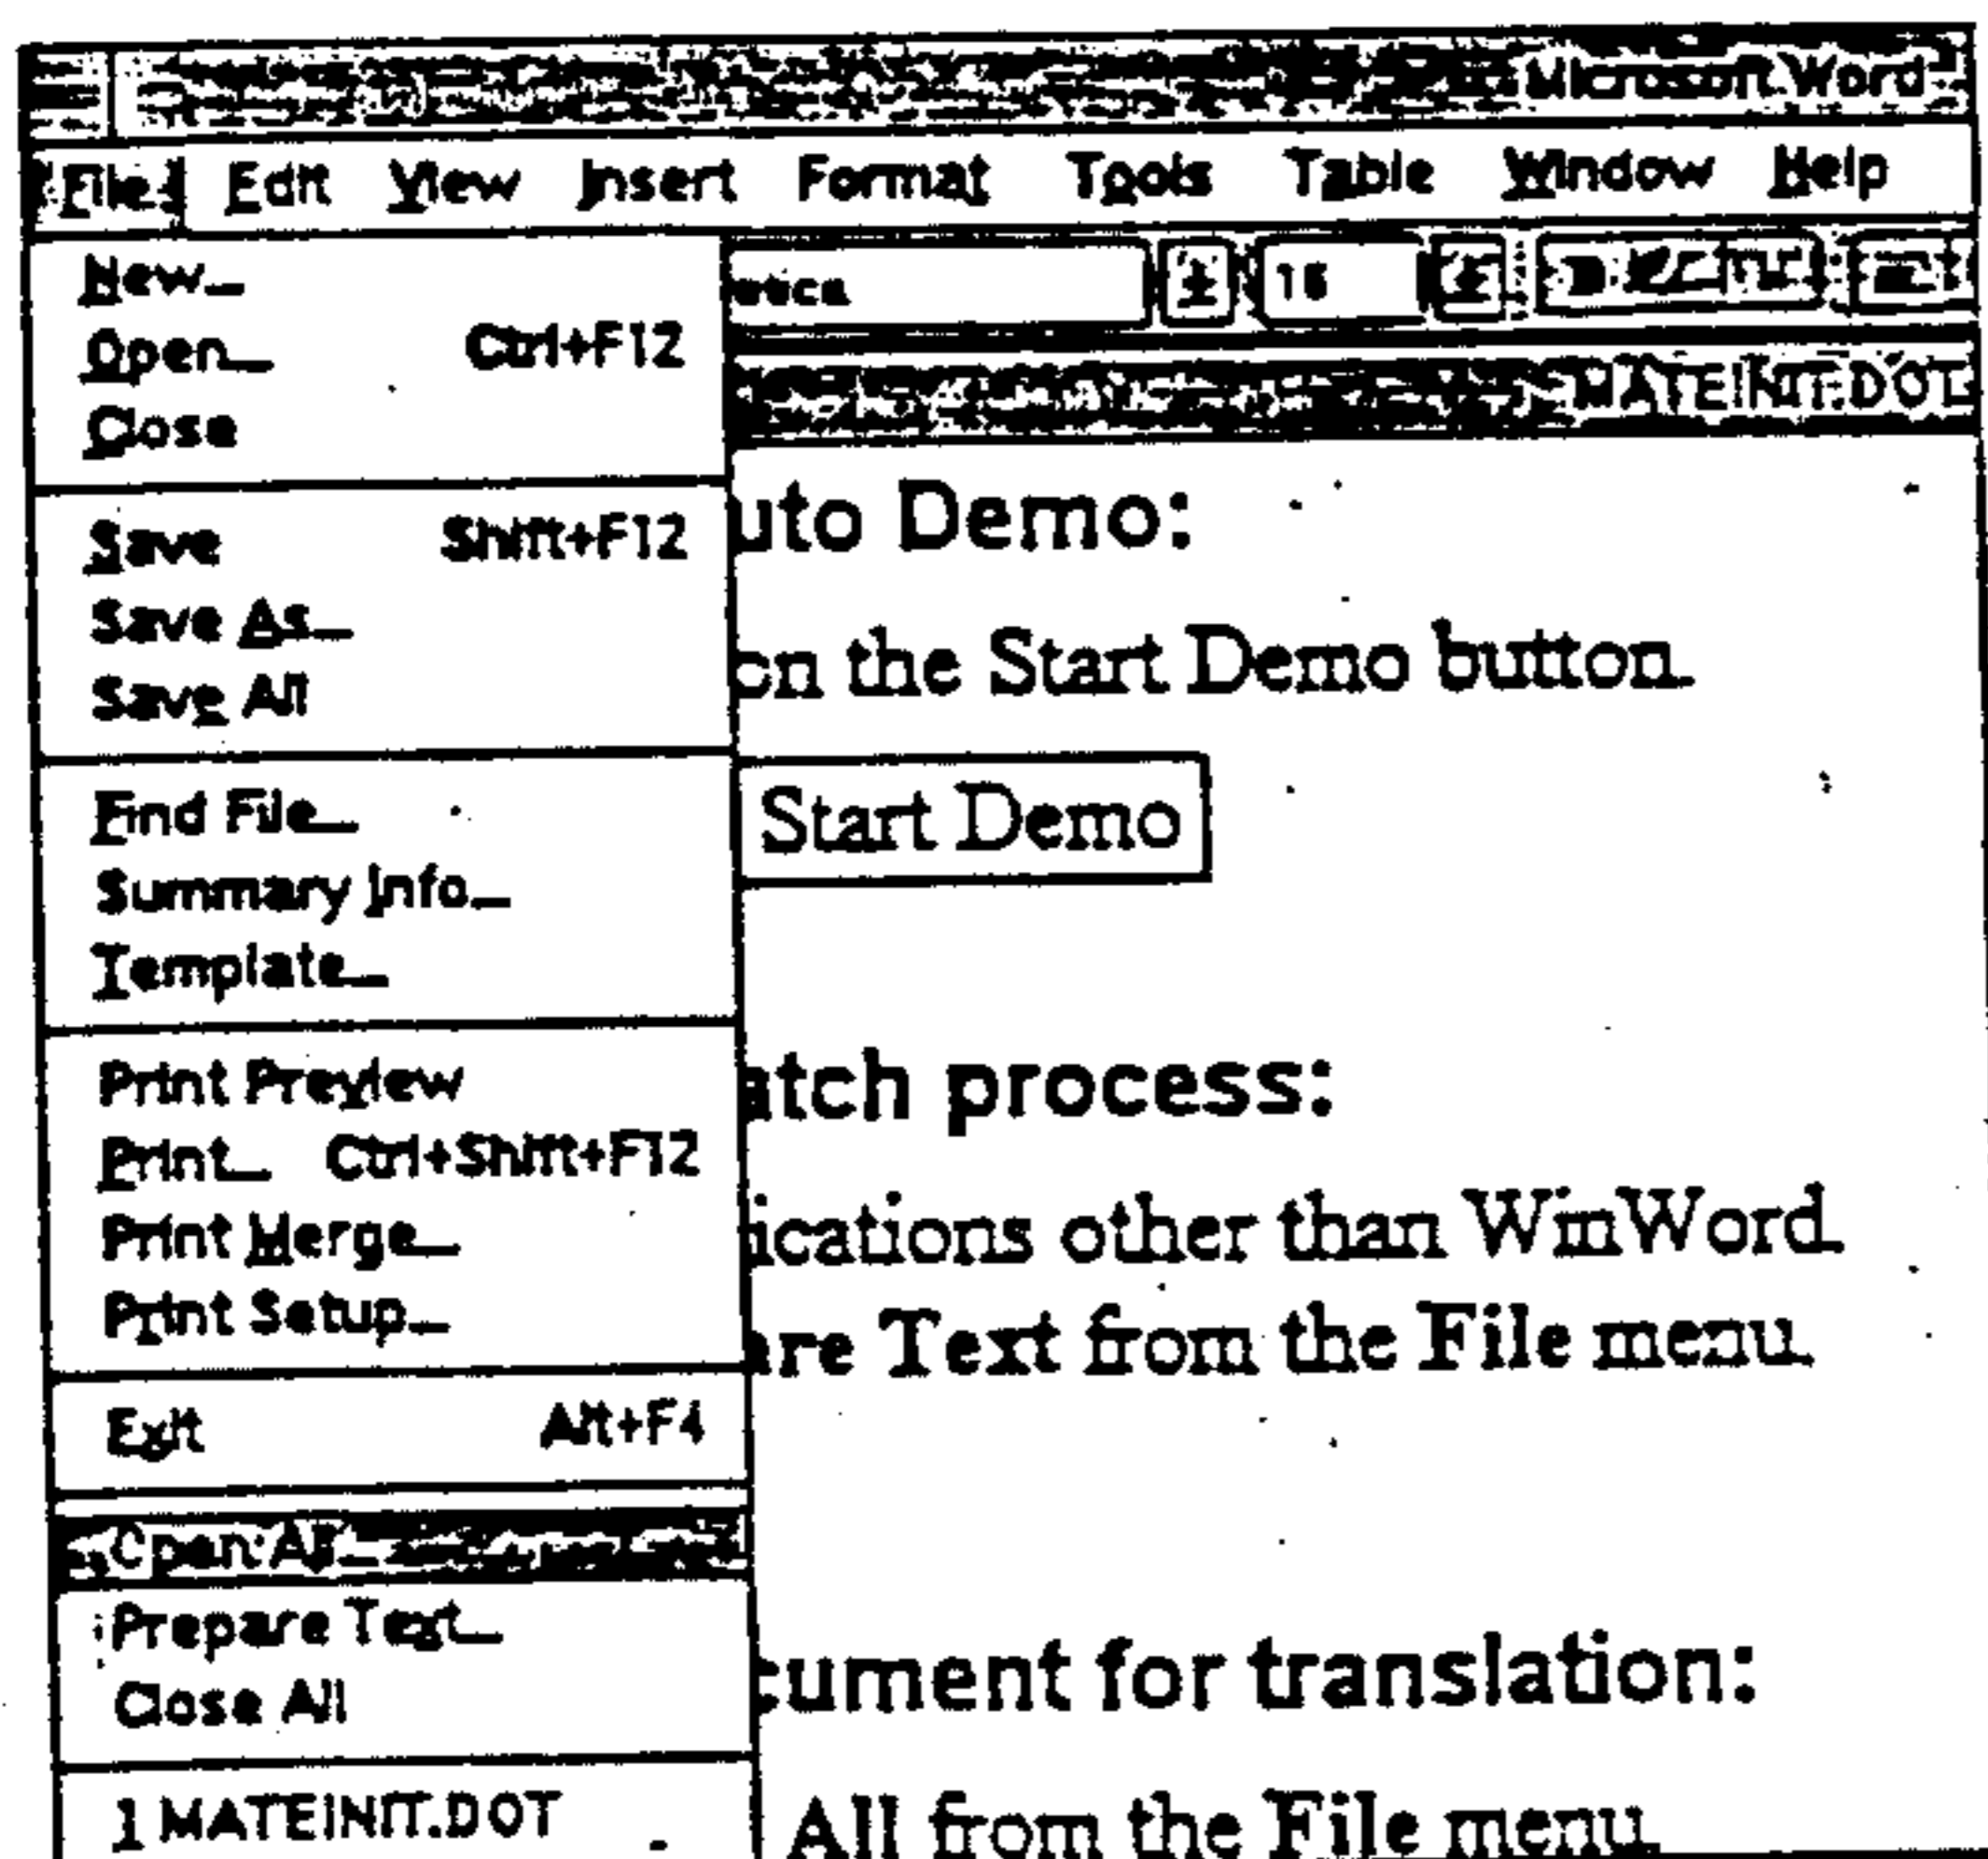 Microsoft Word
File Edit View Insert Format Tools Table Window Help
New...
Open... Ctrl+F12
Close
16
MATEINIT.DOT
Save Shift+F12
Save As...
Save All
uto Demo:
on the Start Demo button.
Find File...
Summary Info...
Template...
Start Demo
Print Preview
Print... Ctrl+Shift+F12
Print Merge...
Print Setup...
atch process:
ications other than WinWord.
are Text from the File menu.
Exit Alt+F4
Open All...
Prepare Text...
Close All
cument for translation:
1 MATEINIT.DOT
All from the File menu.